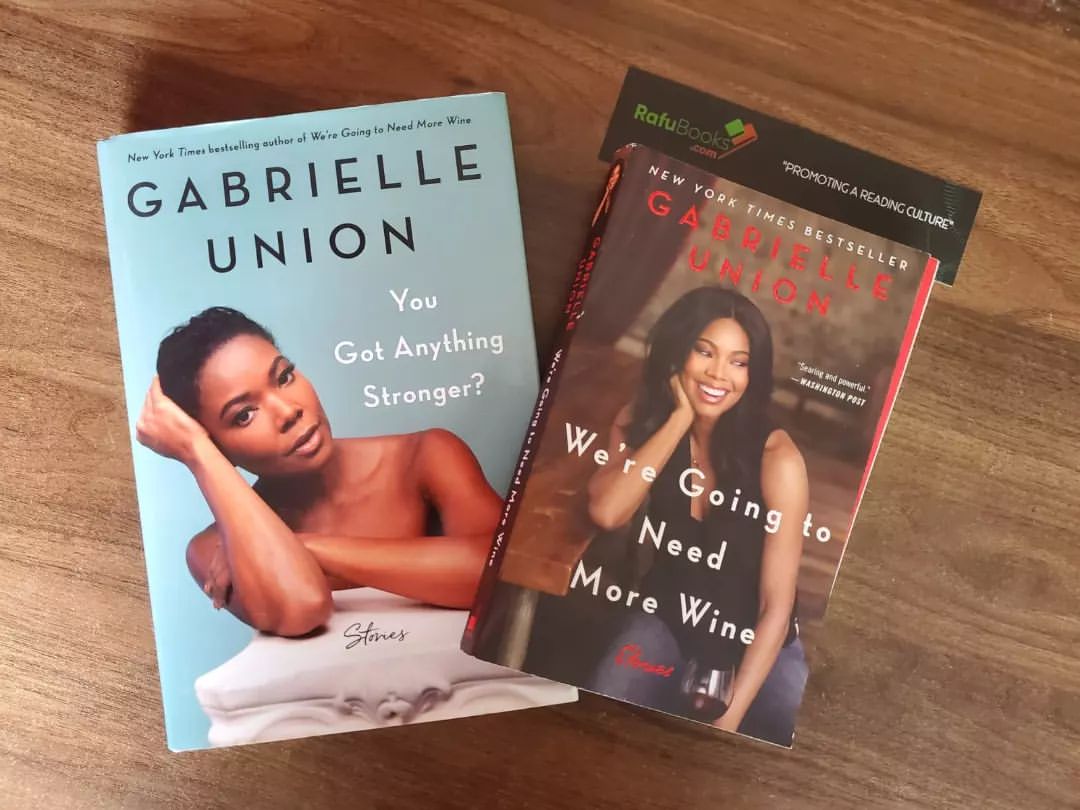 New York Times bestselling author of We're Going to Need More Wine
GABRIELLE
UNION
You
Got Anything
Stronger?
Stories
RafuBooks
.com
"PROMOTING A READING CULTURE"
NEW YORK TIMES BESTSELLER
GABRIELLE
UNION
"Searing and powerful."
—WASHINGTON POST
We're Going to
Need
More Wine
GABRIELLE
UNION
We're Going to Need More Wine